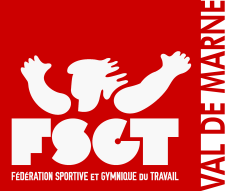 FSGT
FÉDÉRATION SPORTIVE ET GYMNIQUE DU TRAVAIL
VAL DE MARNE